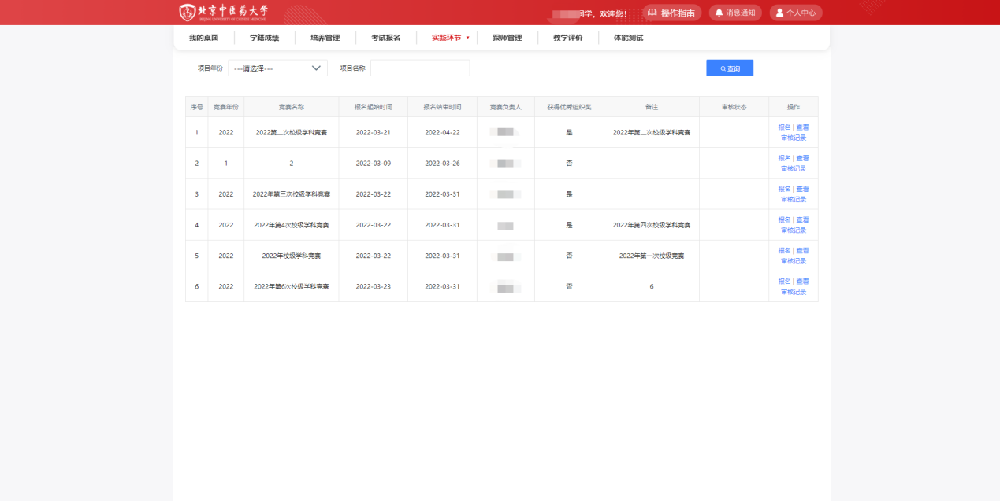 北京中医药大学
BEIJING UNIVERSITY OF CHINESE MEDICINE
同学，欢迎您！ 操作指南 消息通知 个人中心
我的桌面 学籍成绩 培养管理 考试报名 实践环节 跟师管理 教学评价 体能测试
项目年份 ---请选择--- 项目名称 查询
序号 竞赛年份 竞赛名称 报名起始时间 报名结束时间 竞赛负责人 获得优秀组织奖 备注 审核状态 操作
1 2022 2022第二次校级学科竞赛 2022-03-21 2022-04-22 是 2022年第二次校级学科竞赛 报名 | 查看
审核记录
2 1 2 2022-03-09 2022-03-26 否 报名 | 查看
审核记录
3 2022 2022年第三次校级学科竞赛 2022-03-22 2022-03-31 是 报名 | 查看
审核记录
4 2022 2022年第4次校级学科竞赛 2022-03-22 2022-03-31 是 2022年第四次校级学科竞赛 报名 | 查看
审核记录
5 2022 2022年校级学科竞赛 2022-03-22 2022-03-31 否 2022年第一次校级竞赛 报名 | 查看
审核记录
6 2022 2022年第6次校级学科竞赛 2022-03-23 2022-03-31 否 6 报名 | 查看
审核记录